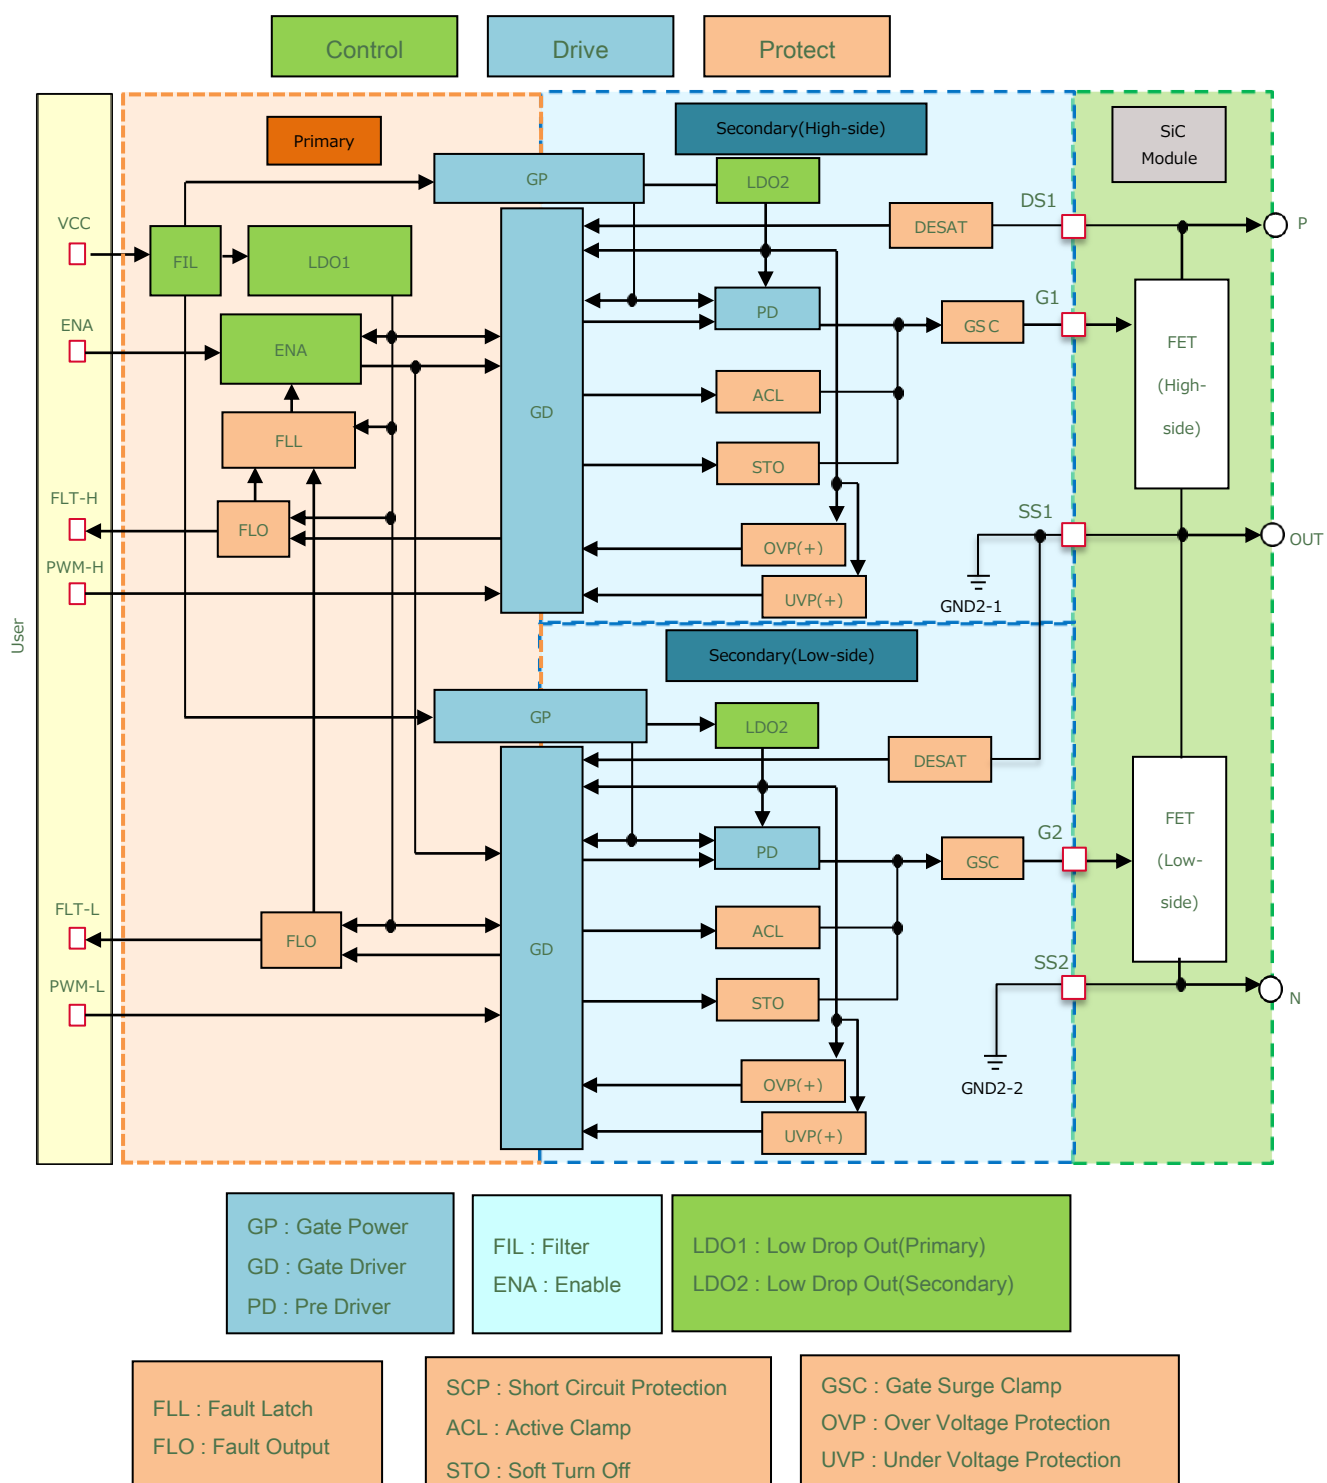 Control
Drive
Protect
Primary
Secondary(High-side)
SiC
Module
GP
LDO2
DS1
P
VCC
DESAT
FIL
LDO1
G1
PD
GSC
ENA
ENA
FET
(High-
side)
ACL
GD
FLL
STO
FLT-H
SS1
FLO
OUT
OVP(+)
PWM-H
UVP(+)
GND2-1
User
Secondary(Low-side)
GP
LDO2
DESAT
FET
(Low-
side)
G2
PD
GSC
FLT-L
ACL
FLO
GD
SS2
PWM-L
STO
N
OVP(+)
GND2-2
UVP(+)
GP : Gate Power
GD : Gate Driver
PD : Pre Driver
FIL : Filter
ENA : Enable
LDO1 : Low Drop Out(Primary)
LDO2 : Low Drop Out(Secondary)
FLL : Fault Latch
FLO : Fault Output
SCP : Short Circuit Protection
ACL : Active Clamp
STO : Soft Turn Off
GSC : Gate Surge Clamp
OVP : Over Voltage Protection
UVP : Under Voltage Protection